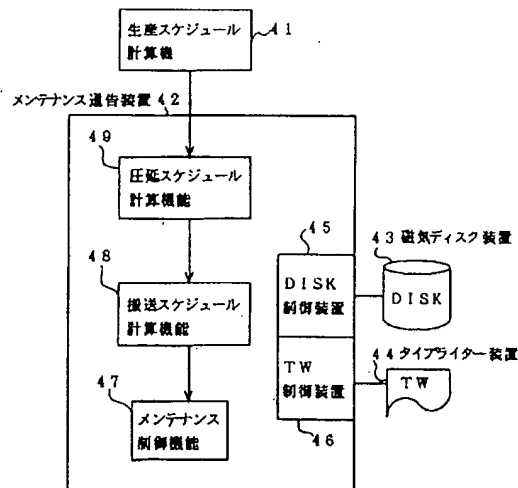 生産スケジュール
計算機
41
メンテナンス通告装置 42
49
圧延スケジュール
計算機能
48
搬送スケジュール
計算機能
47
メンテナンス
制御機能
45
DISK
制御装置
TW
制御装置
46
43 磁気ディスク装置
DISK
44 タイプライター装置
TW